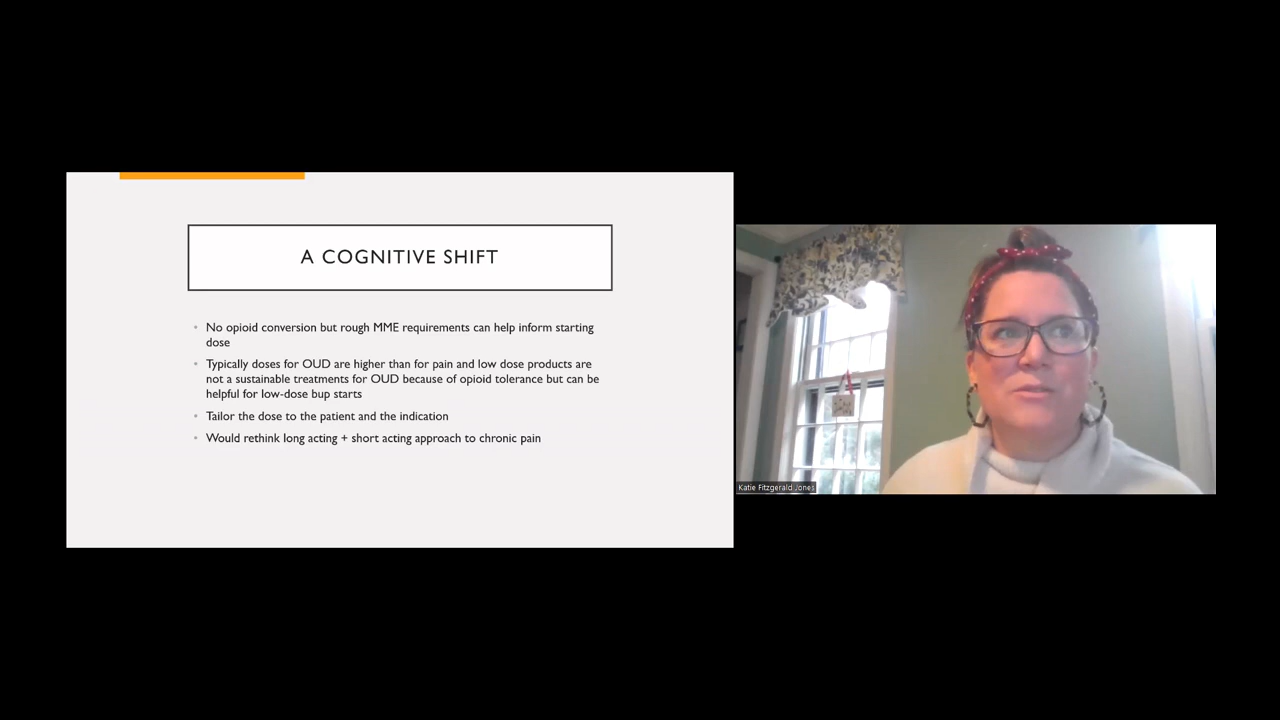 A COGNITIVE SHIFT
• No opioid conversion but rough MME requirements can help inform starting
dose
• Typically doses for OUD are higher than for pain and low dose products are
not a sustainable treatments for OUD because of opioid tolerance but can be
helpful for low-dose bup starts
• Tailor the dose to the patient and the indication
• Would rethink long acting + short acting approach to chronic pain
Katie Fitzgerald Jones